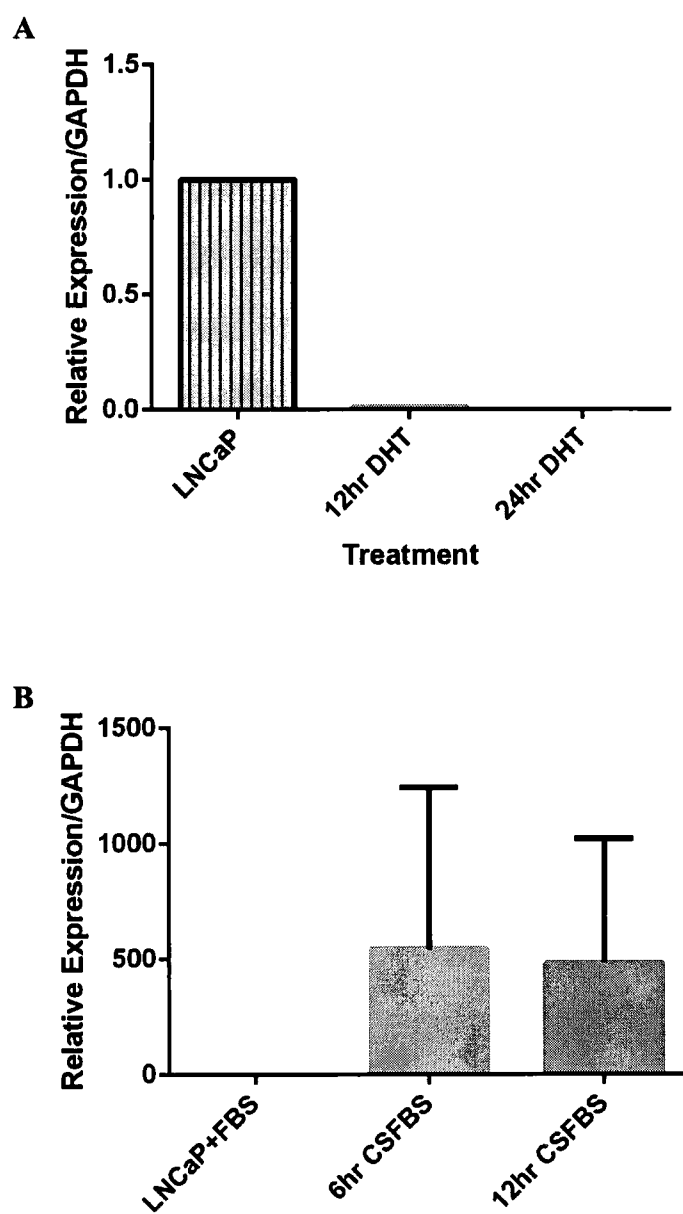 A
Relative Expression/GAPDH
1.5
1.0
0.5
0.0
LNCaP
12hr DHT
24hr DHT
Treatment
B
Relative Expression/GAPDH
1500
1000
500
0
LNCaP+FBS
6hr CSFBS
12hr CSFBS